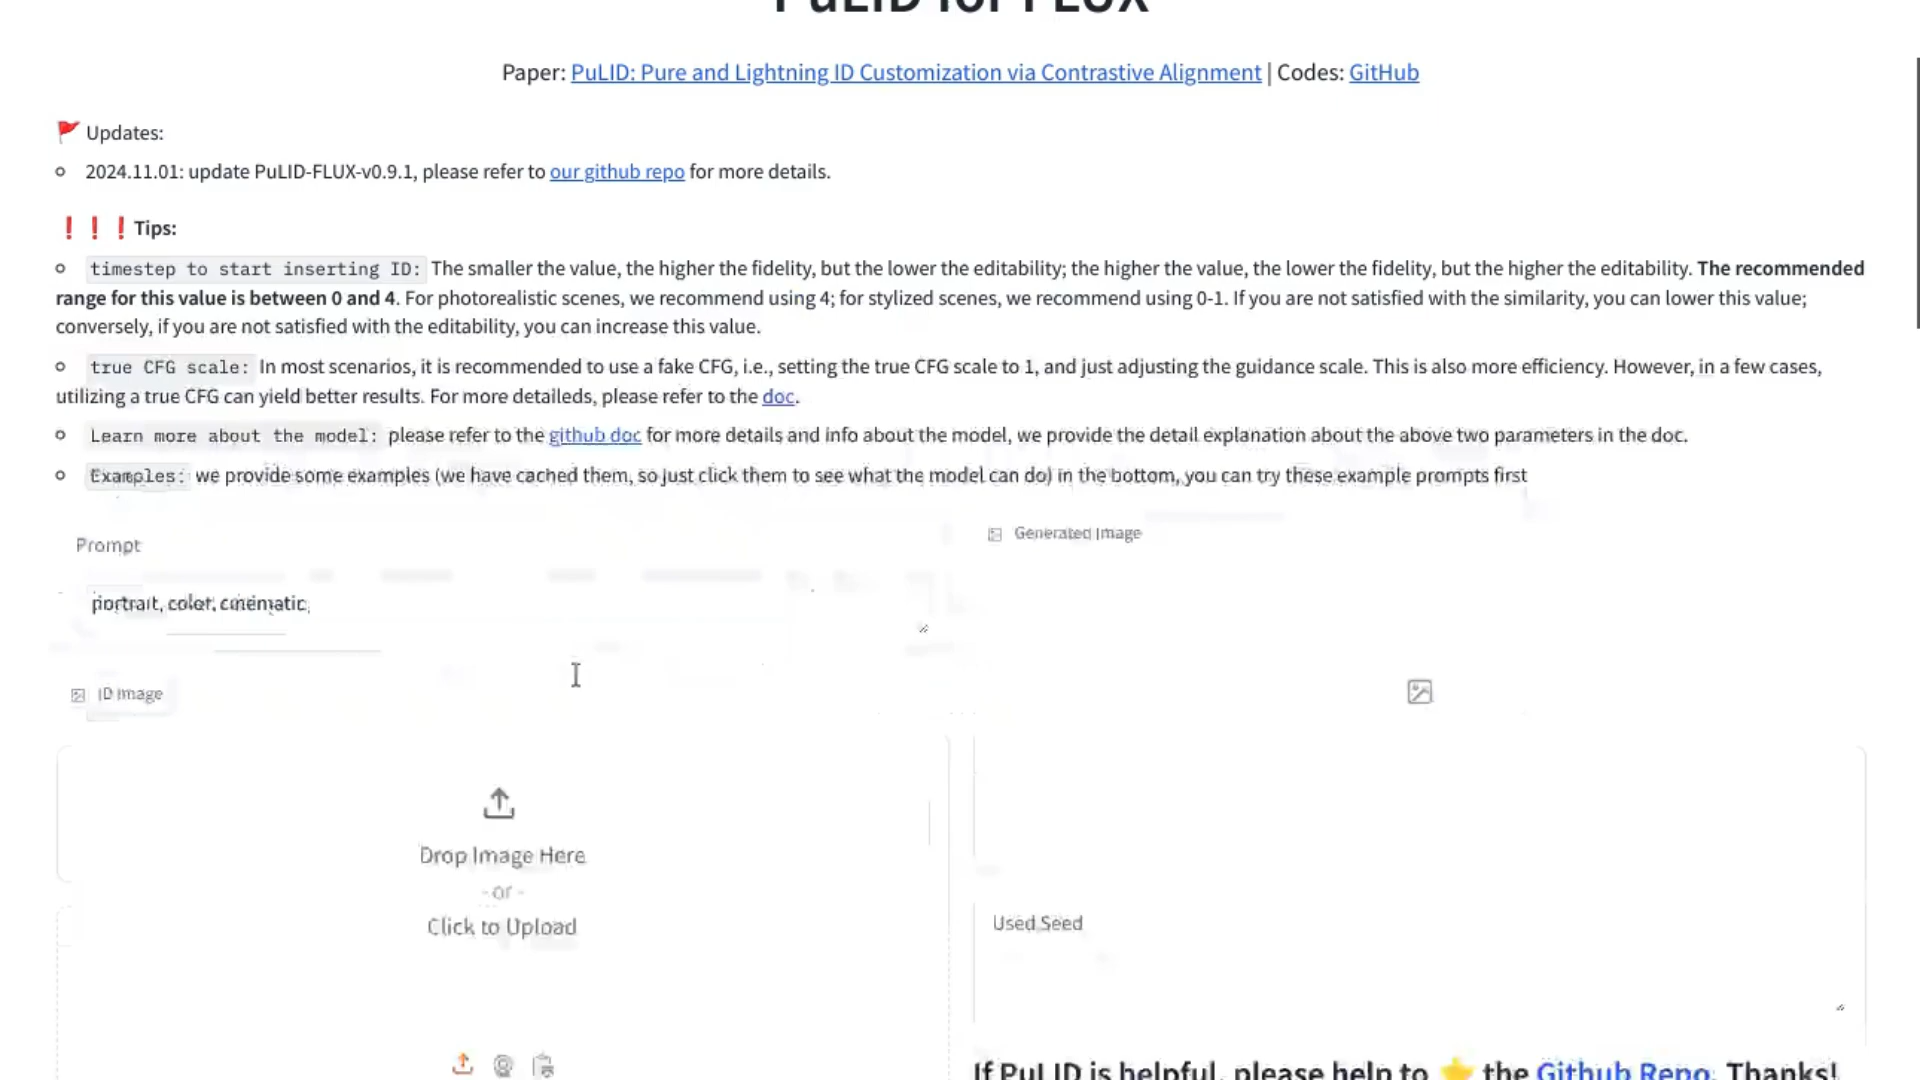 PuLID for FLUX
Paper: PuLID: Pure and Lightning ID Customization via Contrastive Alignment | Codes: GitHub
🚩 Updates:
2024.11.01: update PuLID-FLUX-v0.9.1, please refer to our github repo for more details.
❗❗❗Tips:
timestep to start inserting ID: The smaller the value, the higher the fidelity, but the lower the editability; the higher the value, the lower the fidelity, but the higher the editability. The recommended
range for this value is between 0 and 4. For photorealistic scenes, we recommend using 4; for stylized scenes, we recommend using 0-1. If you are not satisfied with the similarity, you can lower this value;
conversely, if you are not satisfied with the editability, you can increase this value.
true CFG scale: In most scenarios, it is recommended to use a fake CFG, i.e., setting the true CFG scale to 1, and just adjusting the guidance scale. This is also more efficiency. However, in a few cases,
utilizing a true CFG can yield better results. For more detaileds, please refer to the doc.
Learn more about the model: please refer to the github doc for more details and info about the model, we provide the detail explanation about the above two parameters in the doc.
Examples: we provide some examples (we have cached them, so just click them to see what the model can do) in the bottom, you can try these example prompts first
Prompt
portrait, color, cinematic
ID Image
Drop Image Here
- or -
Click to Upload
Generated Image
Used Seed
If PuLID is helpful, please help to ⭐ the Github Repo. Thanks!